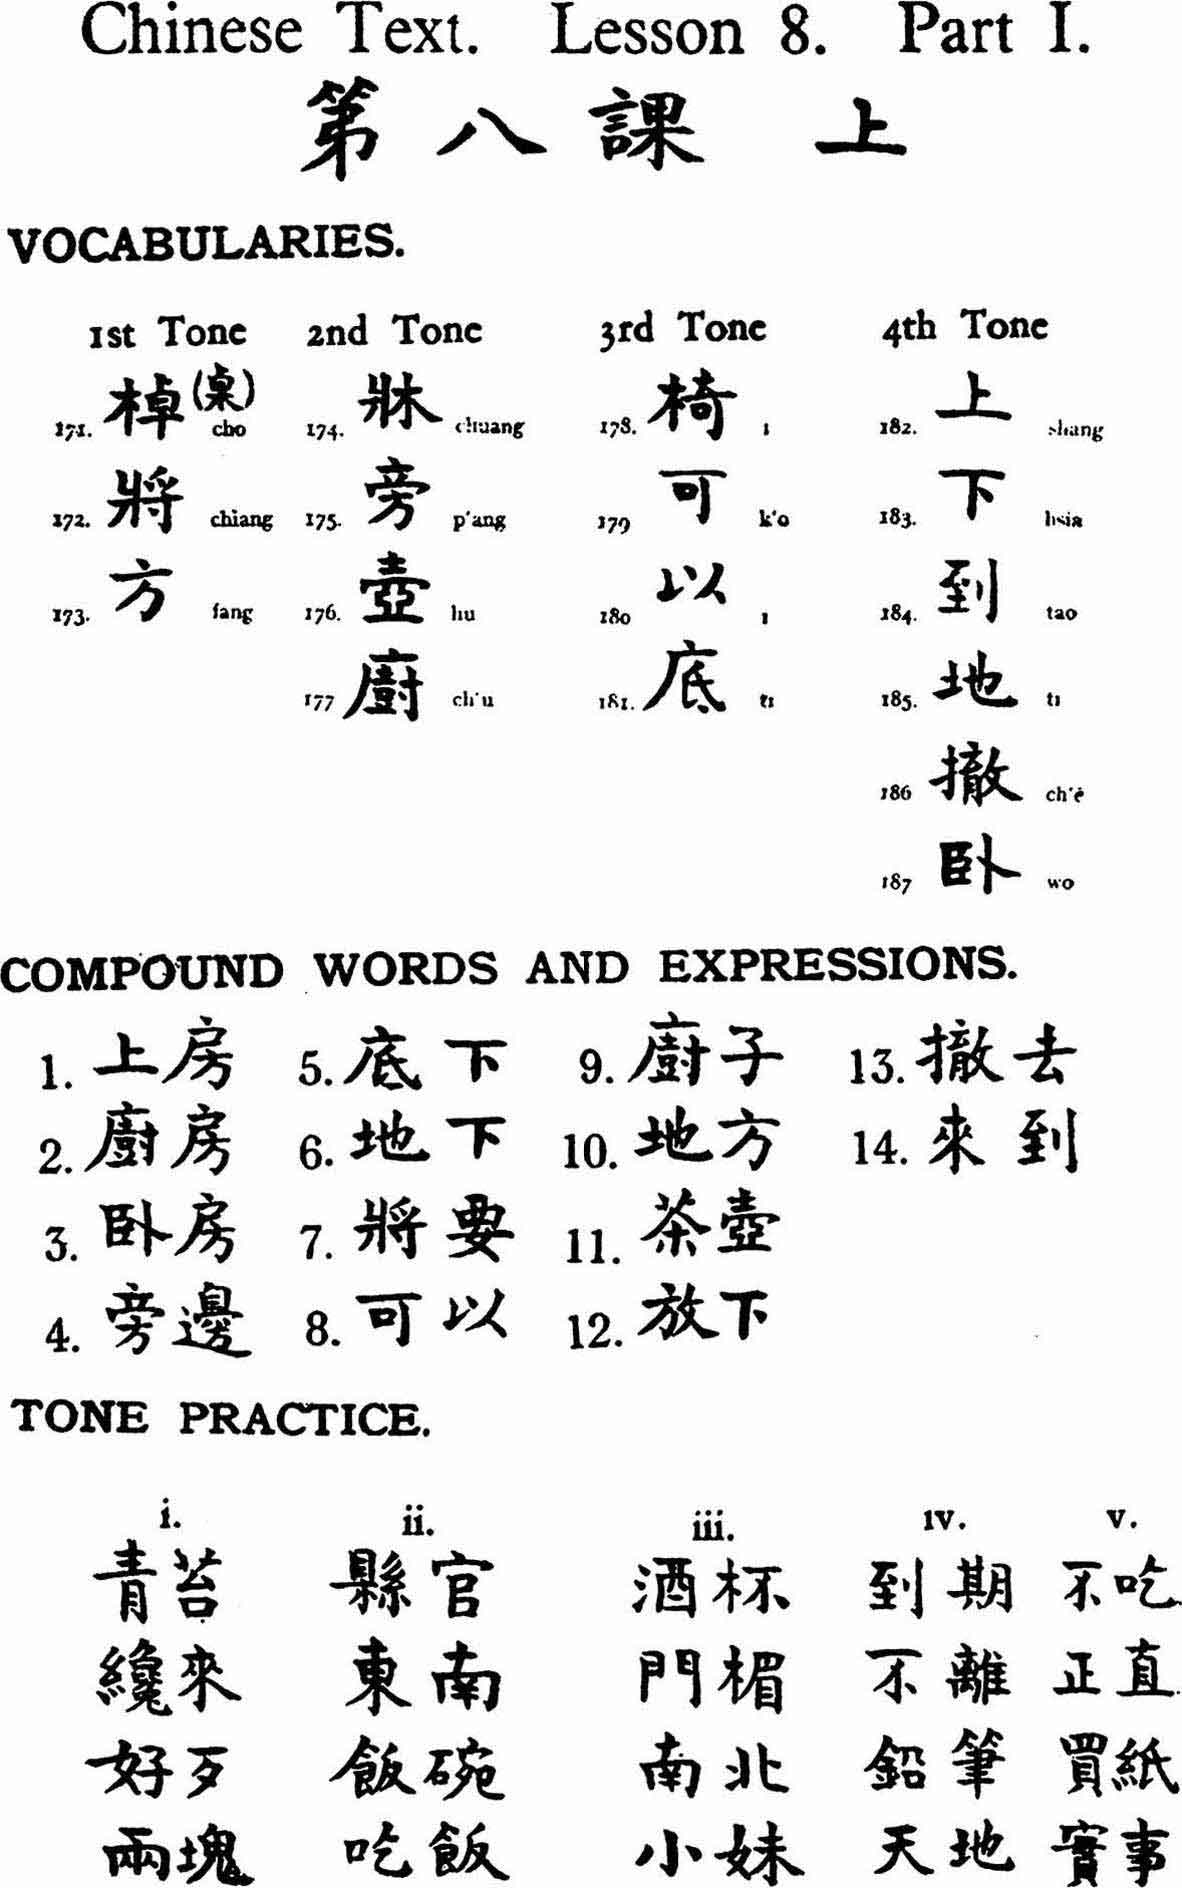 Chinese Text. Lesson 8. Part I.
第八課 上
VOCABULARIES.
1st Tone 2nd Tone 3rd Tone 4th Tone
171. 棹(桌) cho 174. 牀 chuang 178. 椅 i 182. 上 shang
172. 將 chiang 175. 旁 p'ang 179 可 k'o 183. 下 hsia
173. 方 fang 176. 壺 hu 180 以 i 184. 到 tao
177 廚 ch'u 181. 底 ti 185. 地 ti
186 撤 ch'ê
187 卧 wo
COMPOUND WORDS AND EXPRESSIONS.
1. 上房 5. 底下 9. 廚子 13. 撤去
2. 廚房 6. 地下 10. 地方 14. 來到
3. 卧房 7. 將要 11. 茶壺
4. 旁邊 8. 可以 12. 放下
TONE PRACTICE.
i. ii. iii. iv. v.
青苔 縣官 酒杯 到期 不吃
纔來 東南 門楣 不離 正直
好歹 飯碗 南北 鉛筆 買紙
兩塊 吃飯 小妹 天地 實事